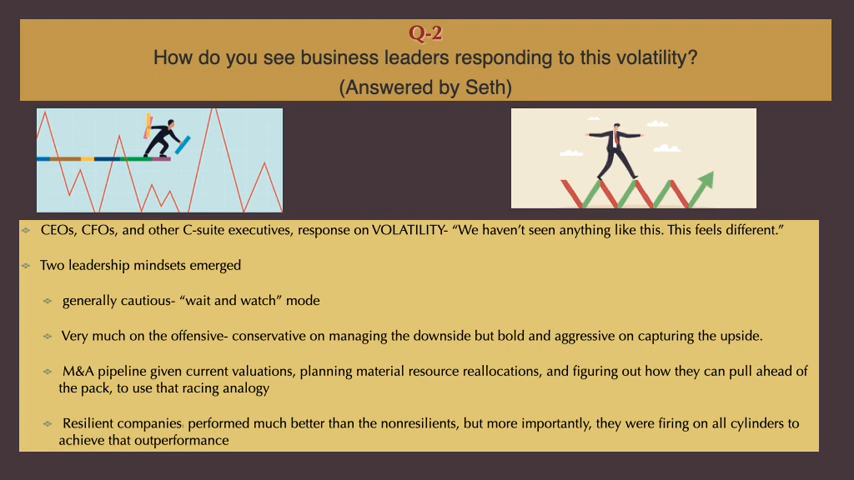 Q-2
How do you see business leaders responding to this volatility?
(Answered by Seth)
CEOs, CFOs, and other C-suite executives, response on VOLATILITY- “We haven’t seen anything like this. This feels different.”
Two leadership mindsets emerged
generally cautious- “wait and watch” mode
Very much on the offensive- conservative on managing the downside but bold and aggressive on capturing the upside.
M&A pipeline given current valuations, planning material resource reallocations, and figuring out how they can pull ahead of
the pack, to use that racing analogy
Resilient companies performed much better than the nonresilients, but more importantly, they were firing on all cylinders to
achieve that outperformance